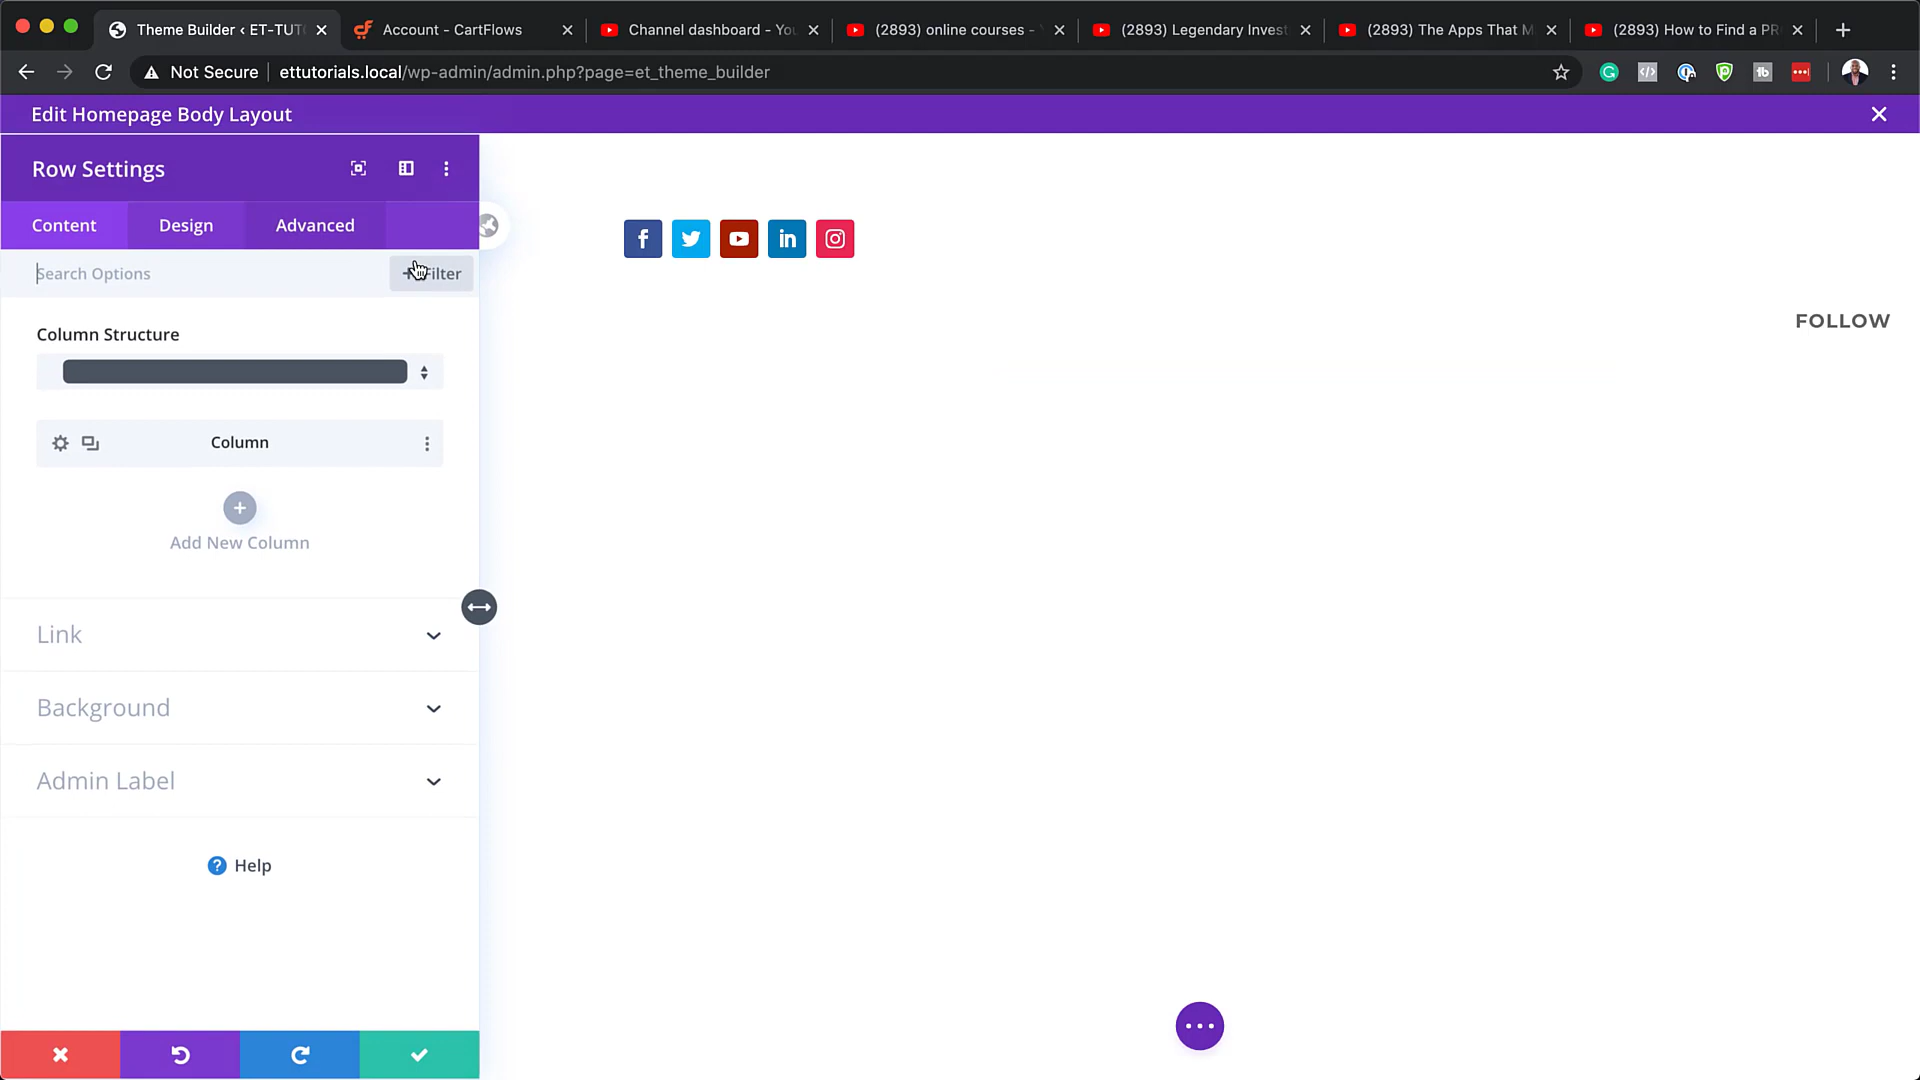 Theme Builder ‹ ET-TUT
Account - CartFlows
Channel dashboard - You
(2893) online courses -
(2893) Legendary Invest
(2893) The Apps That M
(2893) How to Find a PR
Not Secure
ettutorials.local/wp-admin/admin.php?page=et_theme_builder
Edit Homepage Body Layout
Row Settings
Content
Design
Advanced
Search Options
+ Filter
FOLLOW
Column Structure
Column
Add New Column
Link
Background
Admin Label
? Help